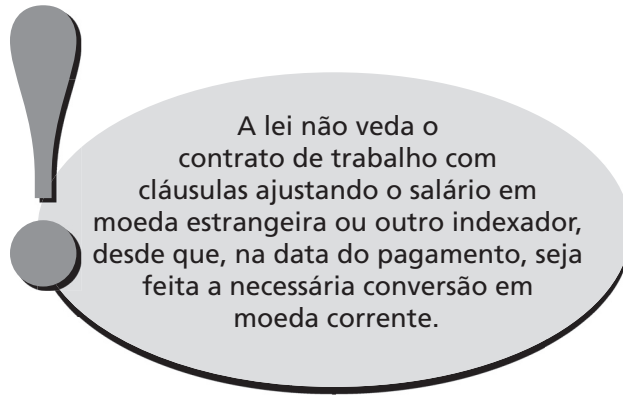 A lei não veda o
contrato de trabalho com
cláusulas ajustando o salário em
moeda estrangeira ou outro indexador,
desde que, na data do pagamento, seja
feita a necessária conversão em
moeda corrente.